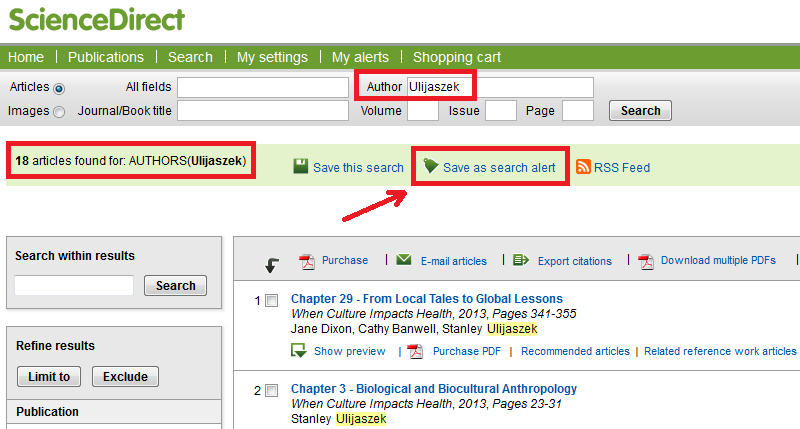 ScienceDirect
Home | Publications | Search | My settings | My alerts | Shopping cart
Articles All fields Author Ulijaszek
Images Journal/Book title Volume Issue Page Search
18 articles found for: AUTHORS(Ulijaszek)
Save this search Save as search alert RSS Feed
Search within results
Search
Purchase | E-mail articles | Export citations | Download multiple PDFs |
1 Chapter 29 - From Local Tales to Global Lessons
When Culture Impacts Health, 2013, Pages 341-355
Jane Dixon, Cathy Banwell, Stanley Ulijaszek
Show preview | Purchase PDF | Recommended articles | Related reference work articles
Refine results
Limit to Exclude
Publication
2 Chapter 3 - Biological and Biocultural Anthropology
When Culture Impacts Health, 2013, Pages 23-31
Stanley Ulijaszek